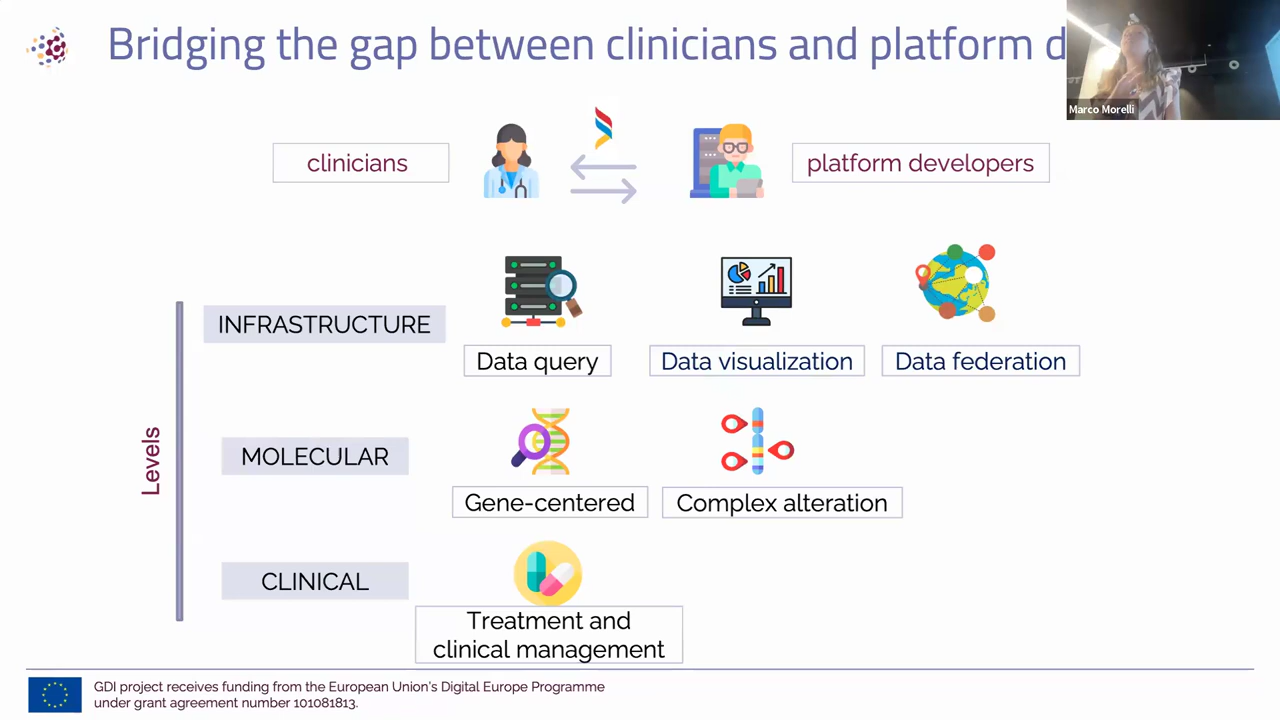 Bridging the gap between clinicians and platform d
Marco Morelli
clinicians
platform developers
Levels
INFRASTRUCTURE
Data query
Data visualization
Data federation
MOLECULAR
Gene-centered
Complex alteration
CLINICAL
Treatment and
clinical management
GDI project receives funding from the European Union's Digital Europe Programme
under grant agreement number 101081813.